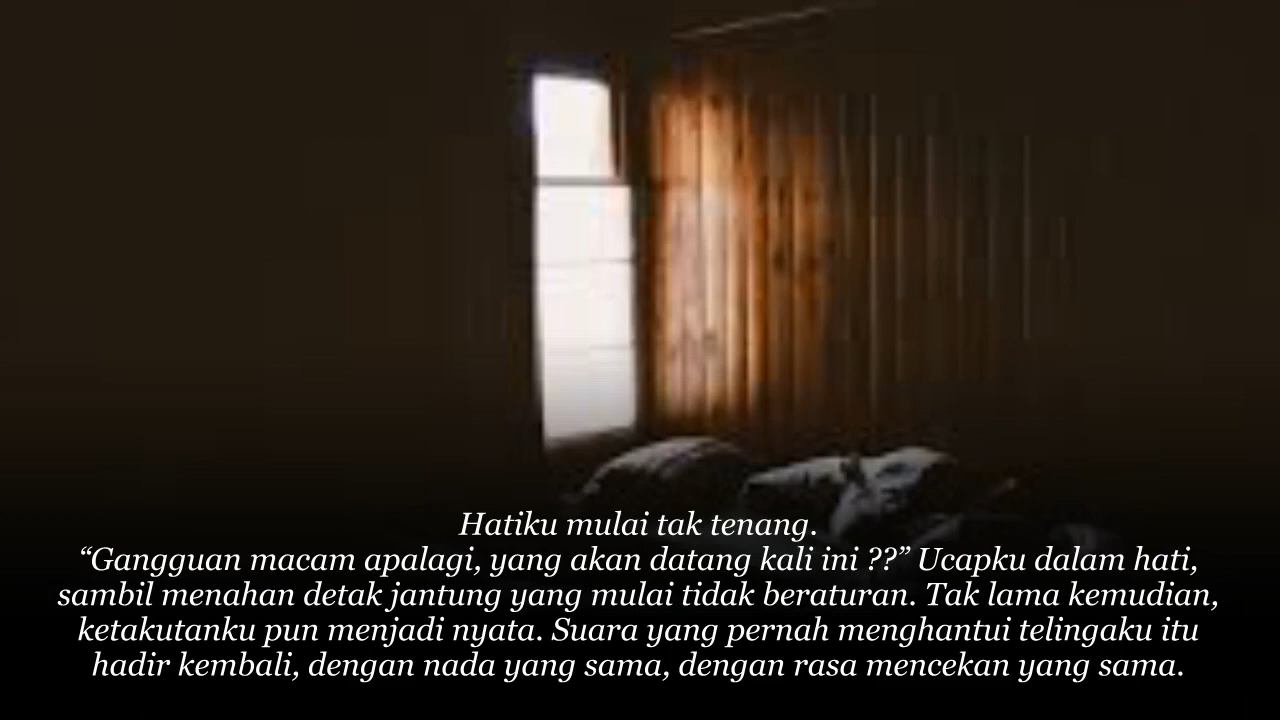 Hatiku mulai tak tenang.
“Gangguan macam apalagi, yang akan datang kali ini ??” Ucapku dalam hati,
sambil menahan detak jantung yang mulai tidak beraturan. Tak lama kemudian,
ketakutanku pun menjadi nyata. Suara yang pernah menghantui telingaku itu
hadir kembali, dengan nada yang sama, dengan rasa mencekan yang sama.